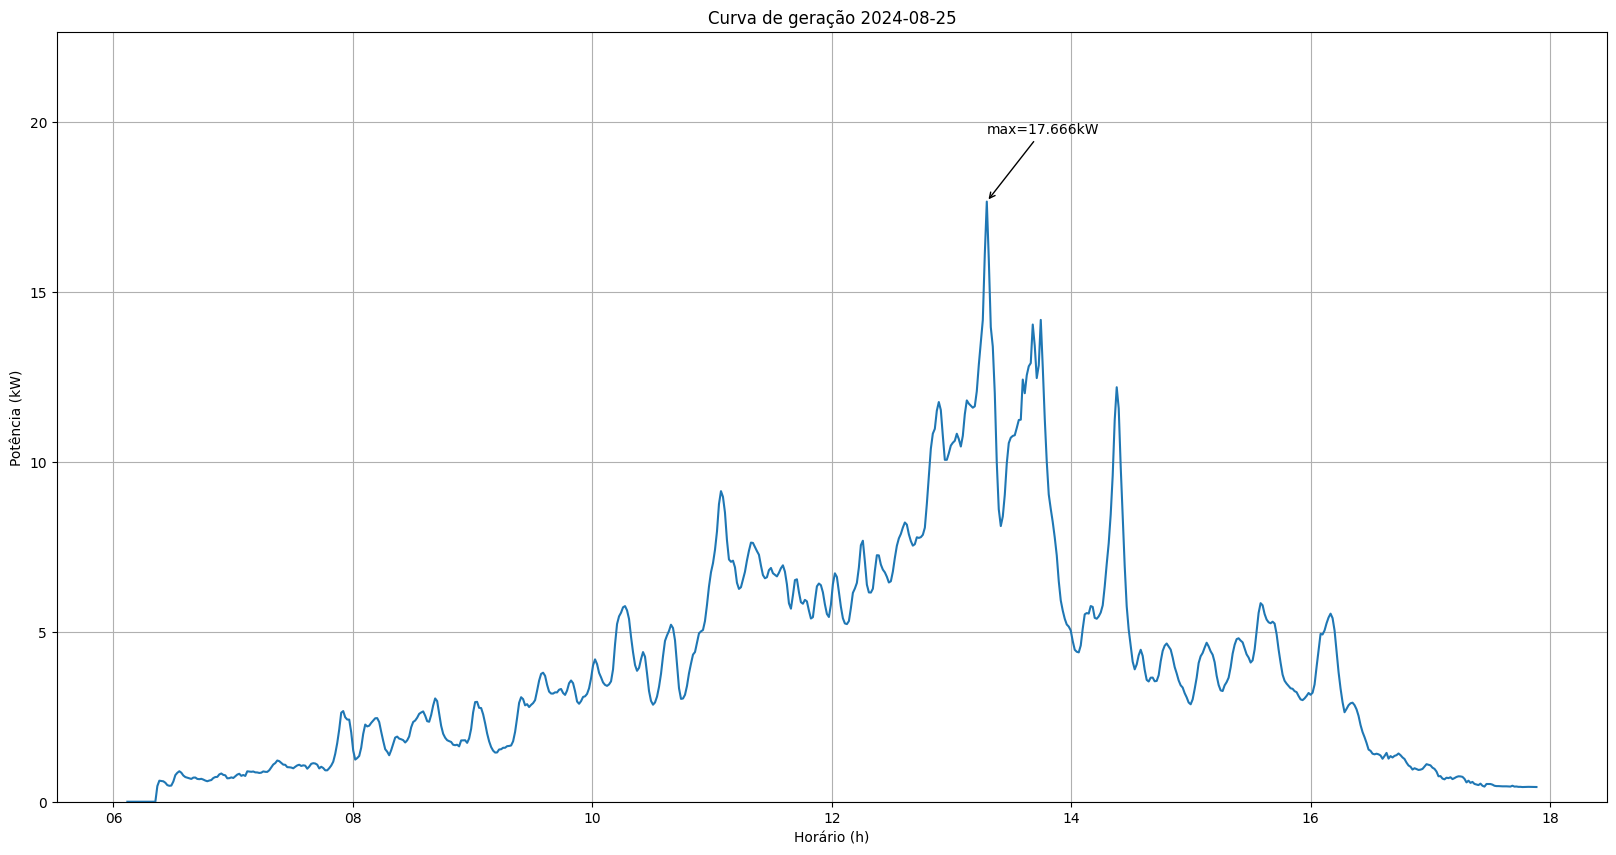 Curva de geração 2024-08-25
max=17.666kW
Potência (kW)
20
15
10
5
0
06 08 10 12 14 16 18
Horário (h)